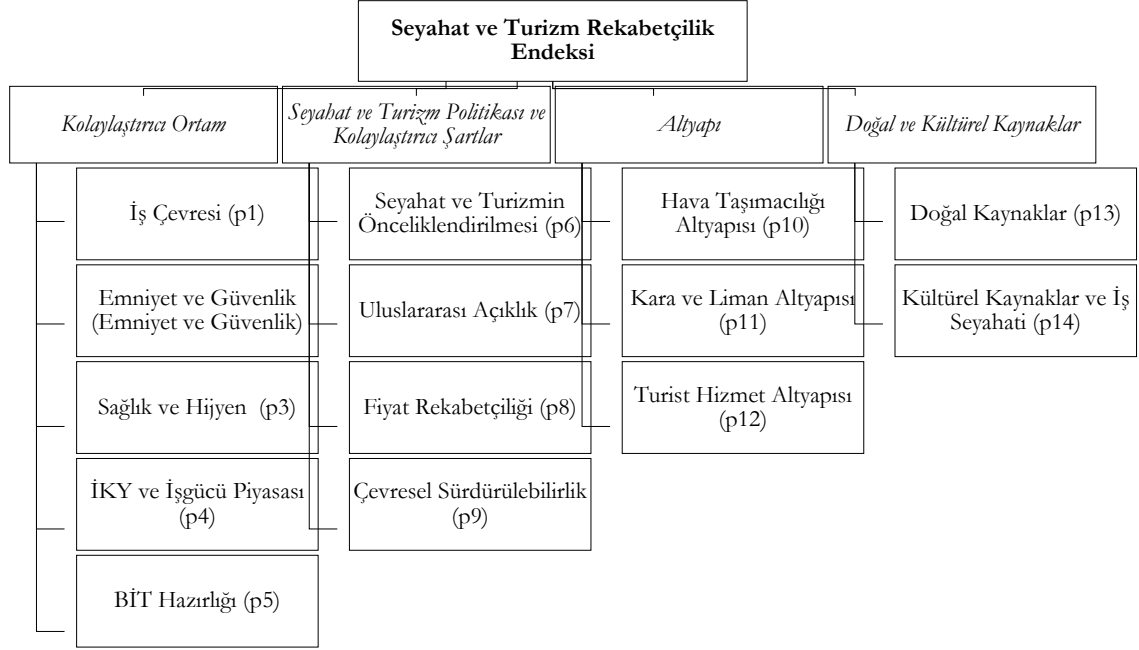 Seyahat ve Turizm Rekabetçilik
Endeksi
Kolaylaştırıcı Ortam
Seyahat ve Turizm Politikası ve
Kolaylaştırıcı Şartlar
Altyapı
Doğal ve Kültürel Kaynaklar
İş Çevresi (p1)
Emniyet ve Güvenlik
(Emniyet ve Güvenlik)
Sağlık ve Hijyen (p3)
İKY ve İşgücü Piyasası
(p4)
BİT Hazırlığı (p5)
Seyahat ve Turizmin
Önceliklendirilmesi (p6)
Uluslararası Açıklık (p7)
Fiyat Rekabetçiliği (p8)
Çevresel Sürdürülebilirlik
(p9)
Hava Taşımacılığı
Altyapısı (p10)
Kara ve Liman Altyapısı
(p11)
Turist Hizmet Altyapısı
(p12)
Doğal Kaynaklar (p13)
Kültürel Kaynaklar ve İş
Seyahati (p14)